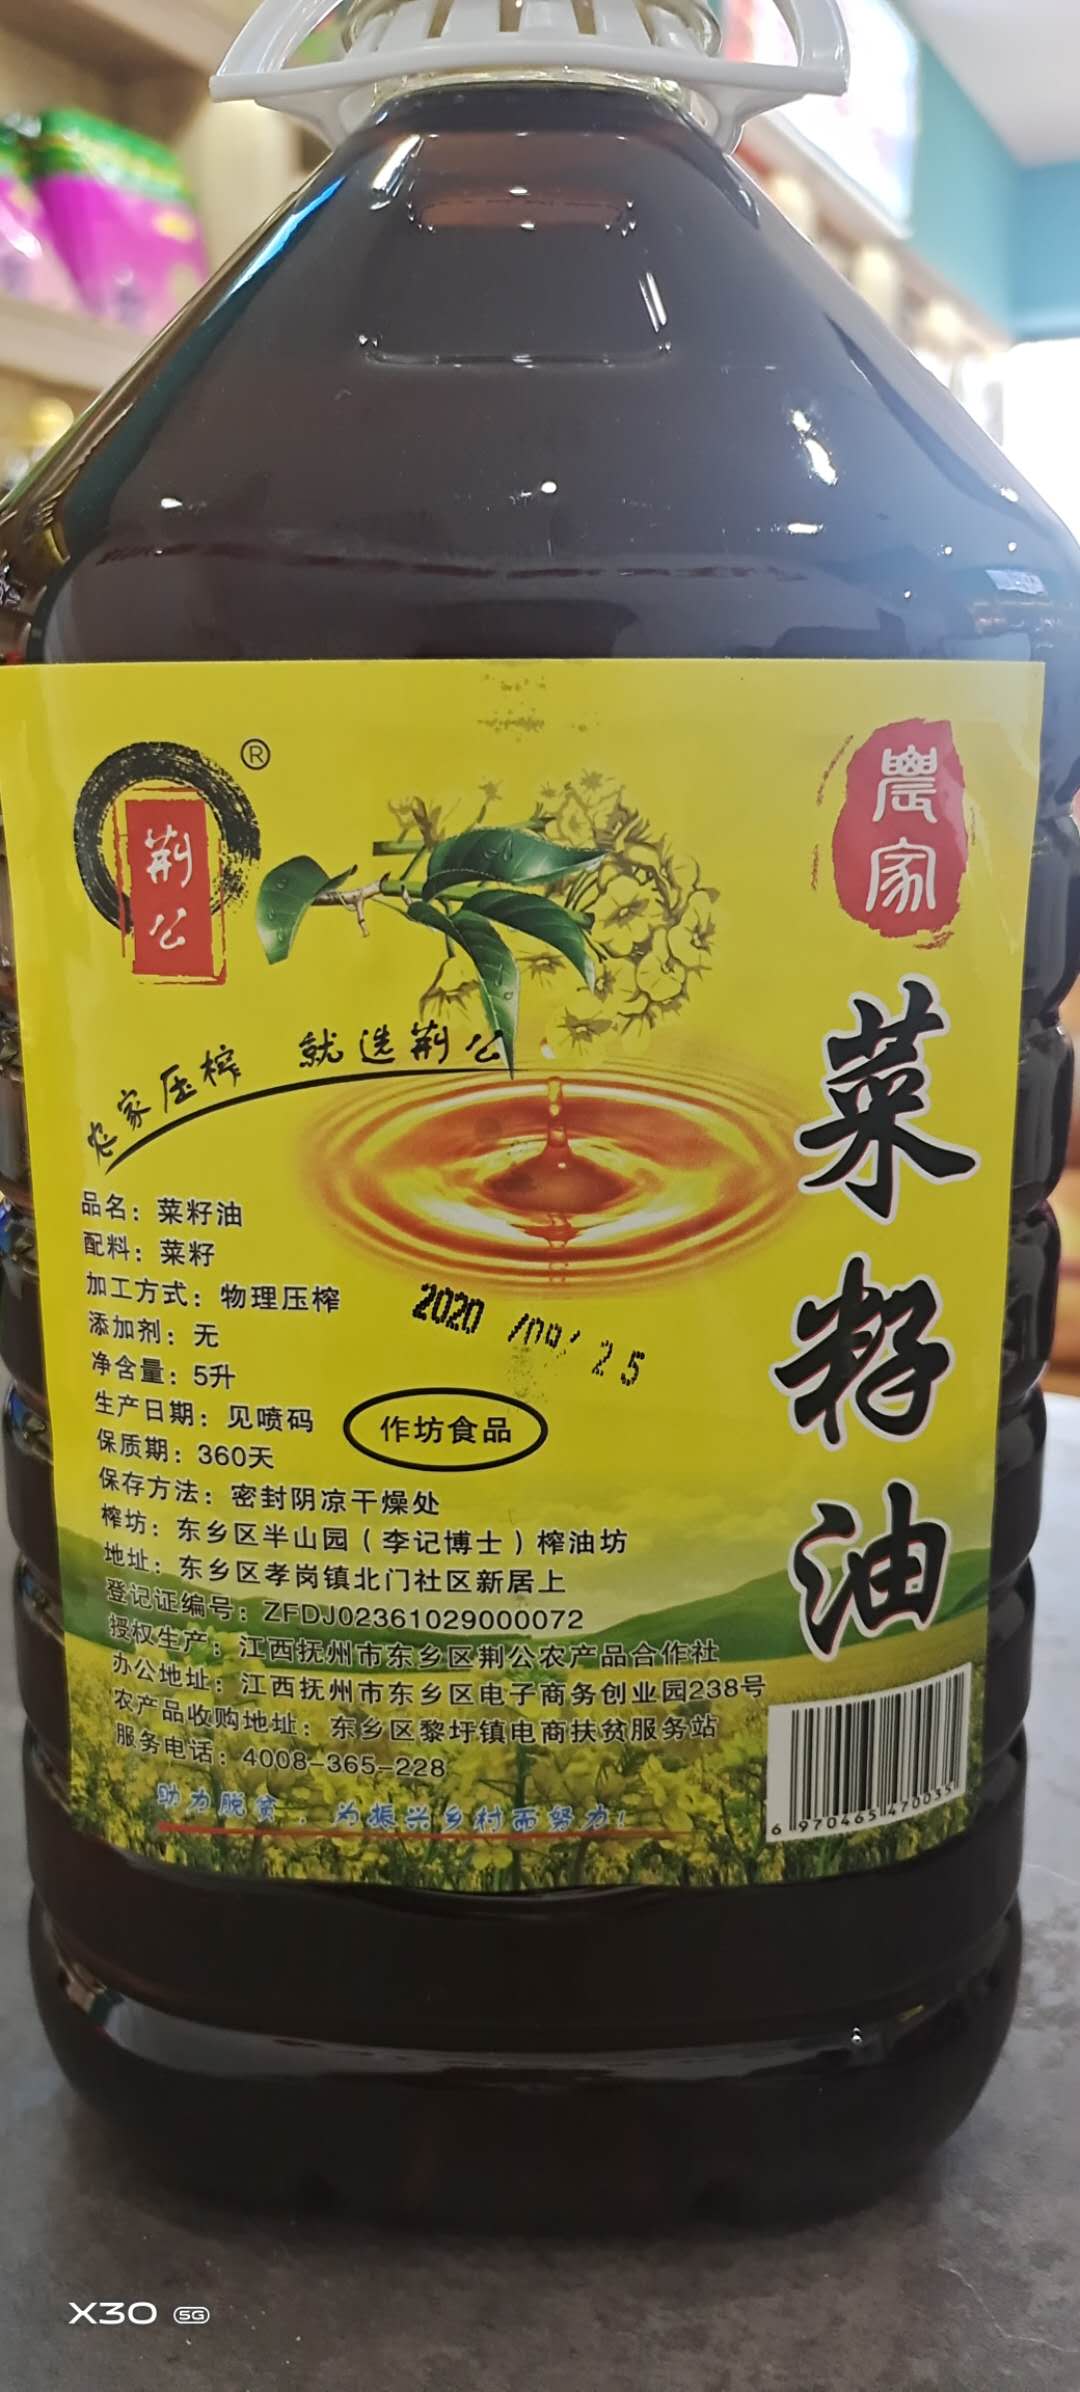 荆公
®
農家
菜籽油
农家压榨 就选荆公
品名：菜籽油
配料：菜籽
加工方式：物理压榨
添加剂：无
净含量：5升
生产日期：见喷码
保质期：360天
2020/09/25
作坊食品
保存方法：密封阴凉干燥处
榨坊：东乡区半山园（李记博士）榨油坊
地址：东乡区孝岗镇北门社区新居上
登记证编号：ZFDJ02361029000072
授权生产：江西抚州市东乡区荆公农产品合作社
办公地址：江西抚州市东乡区电子商务创业园238号
农产品收购地址：东乡区黎圩镇电商扶贫服务站
服务电话：4008-365-228
助力脱贫，为振兴乡村而努力！
6 970465 470035
X30 5G